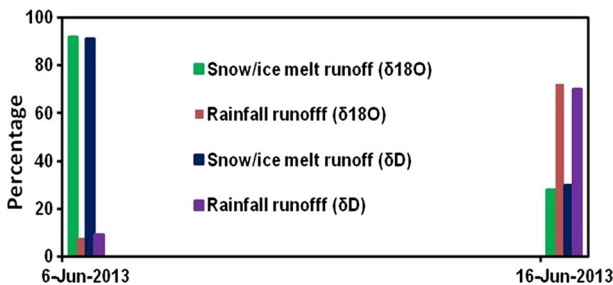 100
80
60
40
20
0
Percentage
Snow/ice melt runoff (δ18O)
Rainfall runofff (δ18O)
Snow/ice melt runoff (δD)
Rainfall runofff (δD)
6-Jun-2013
16-Jun-2013